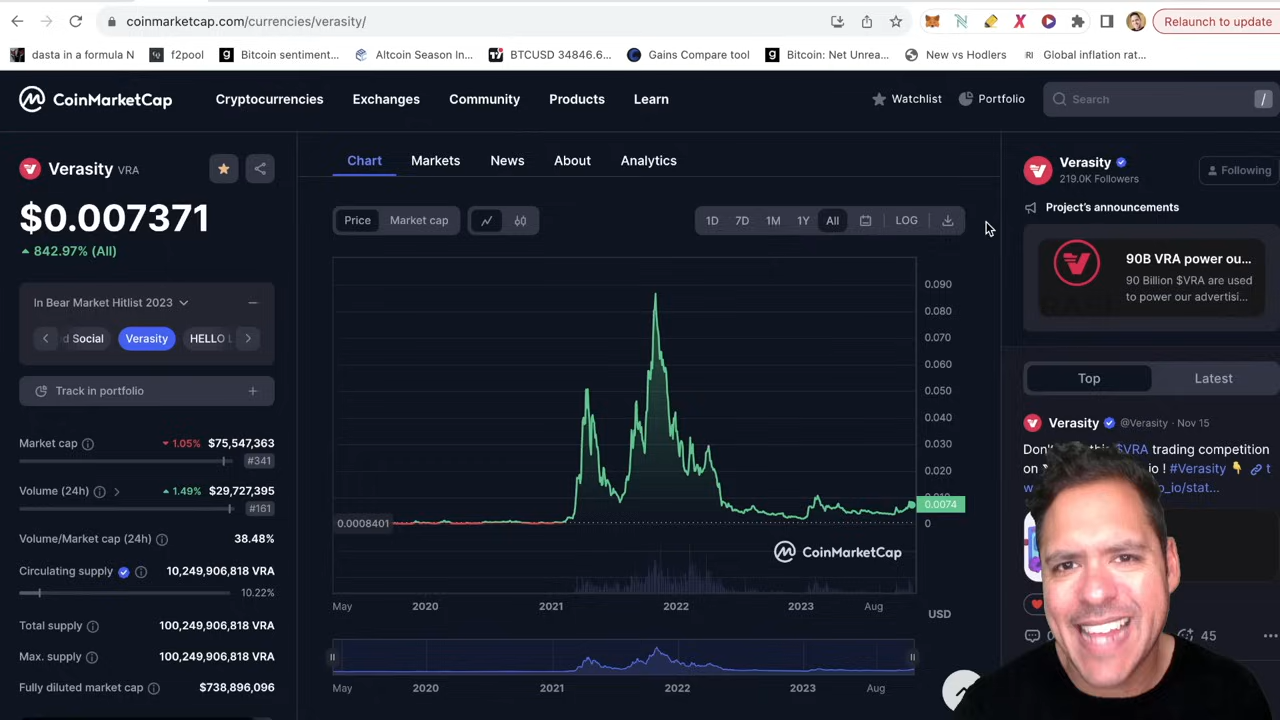 coinmarketcap.com/currencies/verasity/
Relaunch to update
dasta in a formula N
f2pool
Bitcoin sentiment...
Altcoin Season In...
BTCUSD 34846.6...
Gains Compare tool
Bitcoin: Net Unrea...
New vs Hodlers
RI Global inflation rat...
CoinMarketCap
Cryptocurrencies
Exchanges
Community
Products
Learn
Watchlist
Portfolio
Search
/
Verasity VRA
$0.007371
842.97% (All)
In Bear Market Hitlist 2023
d Social
Verasity
HELLO
Track in portfolio
+
Market cap
1.05% $75,547,363
#341
Volume (24h)
1.49% $29,727,395
#161
Volume/Market cap (24h)
38.48%
Circulating supply
10,249,906,818 VRA
10.22%
Total supply
100,249,906,818 VRA
Max. supply
100,249,906,818 VRA
Fully diluted market cap
$738,896,096
Chart
Markets
News
About
Analytics
Price
Market cap
1D
7D
1M
1Y
All
LOG
0.090
0.080
0.070
0.060
0.050
0.040
0.030
0.020
0.0074
0
0.0008401
CoinMarketCap
May
2020
2021
2022
2023
Aug
USD
May
2020
2021
2022
2023
Aug
Verasity
219.0K Followers
Following
Project's announcements
90B VRA power ou...
90 Billion $VRA are used
to power our advertisi...
Top
Latest
Verasity @Verasity · Nov 15
$VRA trading competition
io ! #Verasity
o_io/stat...
45